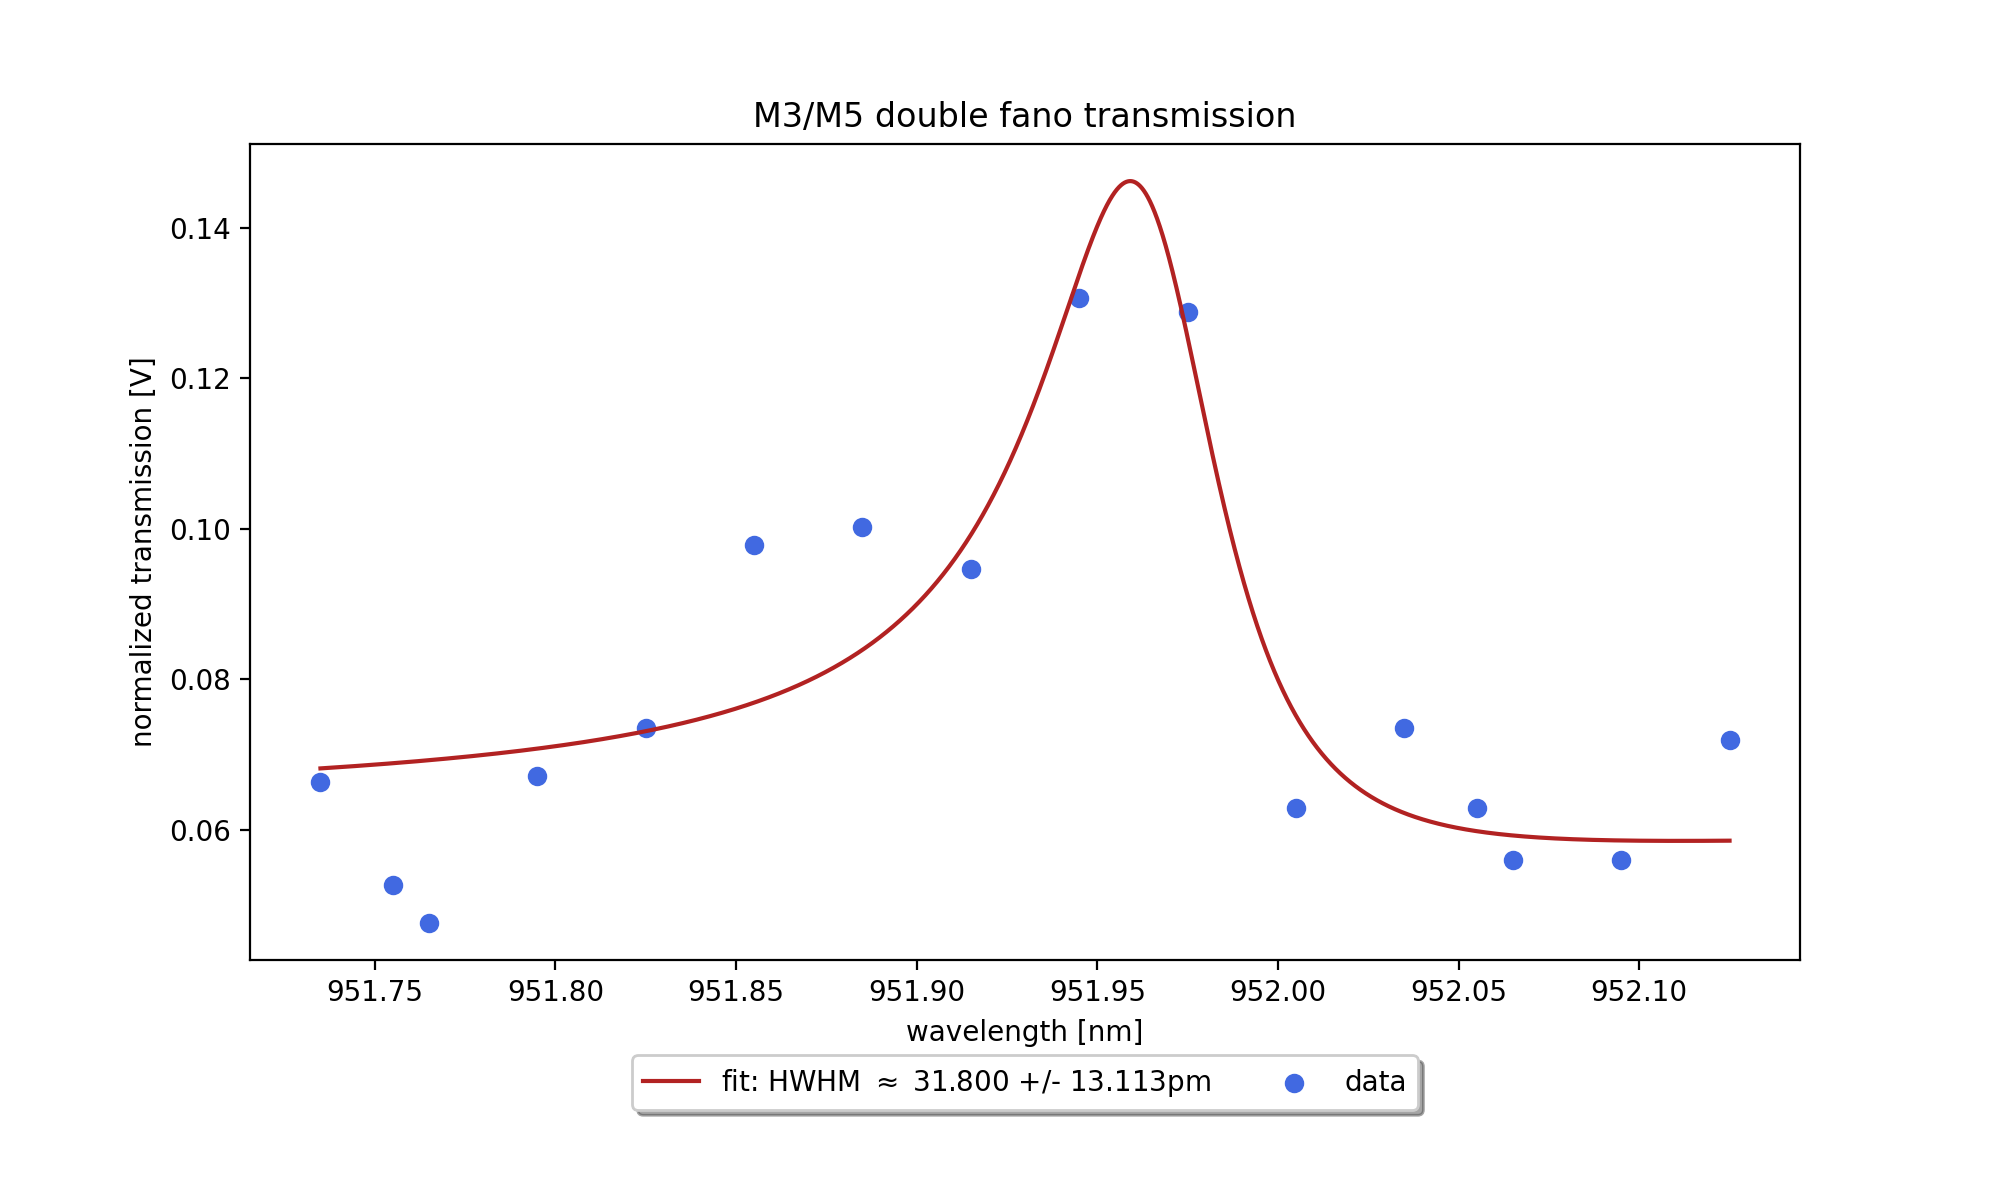 M3/M5 double fano transmission
normalized transmission [V]
0.14
0.12
0.10
0.08
0.06
951.75 951.80 951.85 951.90 951.95 952.00 952.05 952.10
wavelength [nm]
fit: HWHM ≈ 31.800 +/- 13.113pm data